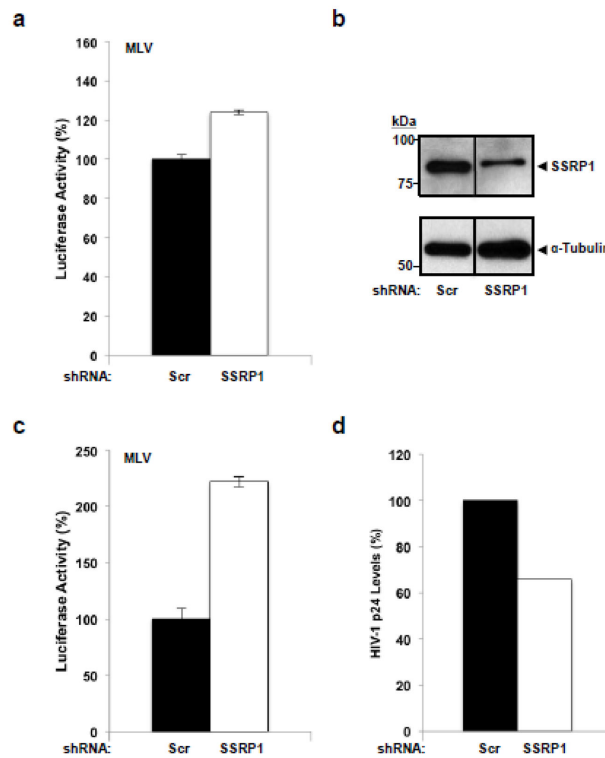 a
MLV
Luciferase Activity (%)
160
140
120
100
80
60
40
20
0
shRNA: Scr SSRP1
b
kDa
100
75
SSRP1
50
α-Tubulin
shRNA: Scr SSRP1
c
MLV
Luciferase Activity (%)
250
200
150
100
50
0
shRNA: Scr SSRP1
d
HIV-1 p24 Levels (%)
120
100
80
60
40
20
0
shRNA: Scr SSRP1